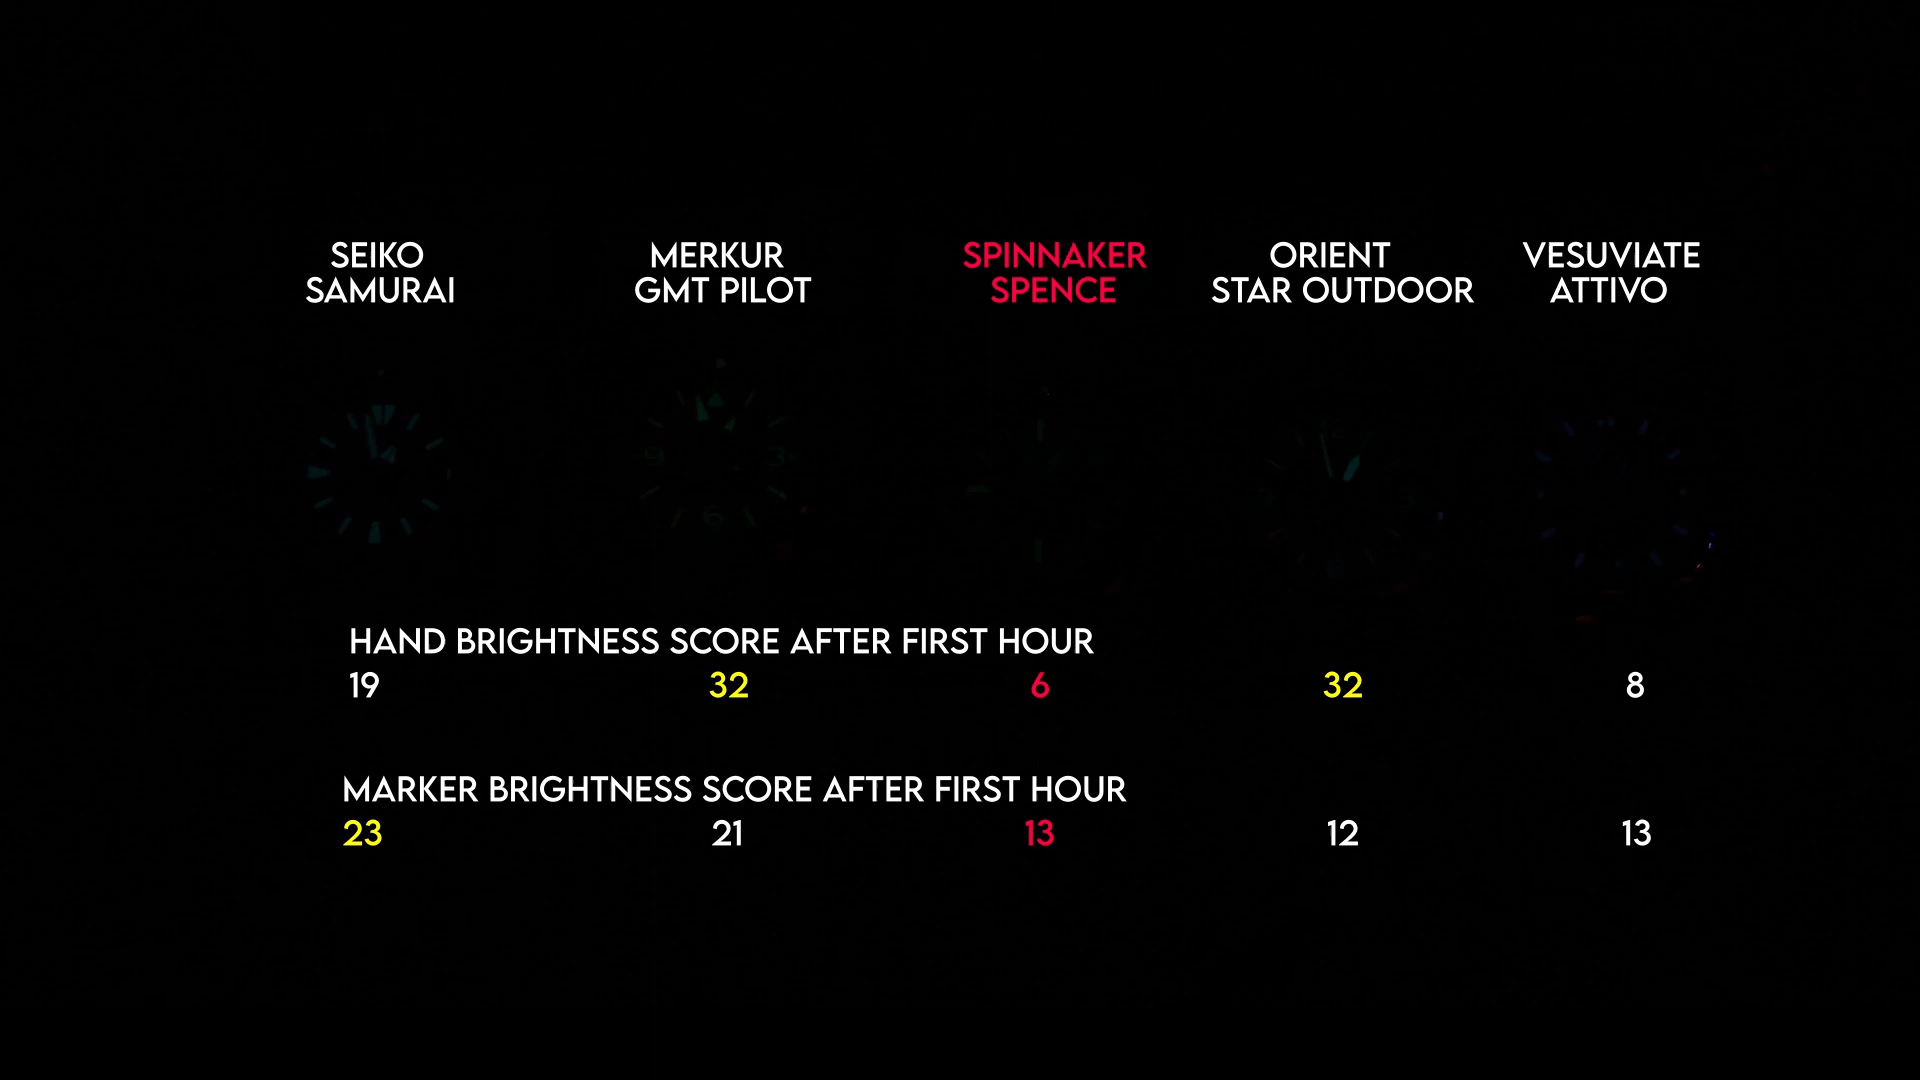 SEIKO
SAMURAI
MERKUR
GMT PILOT
SPINNAKER
SPENCE
ORIENT
STAR OUTDOOR
VESUVIATE
ATTIVO
HAND BRIGHTNESS SCORE AFTER FIRST HOUR
19 32 6 32 8
MARKER BRIGHTNESS SCORE AFTER FIRST HOUR
23 21 13 12 13